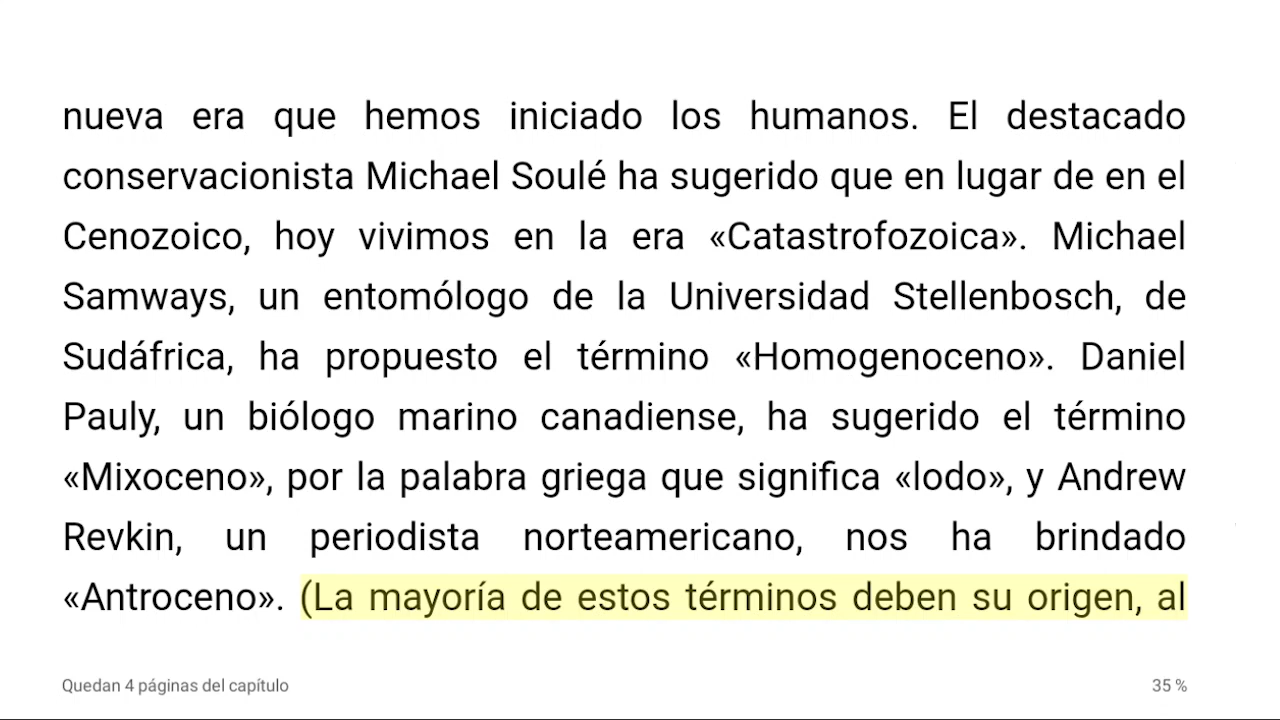 nueva era que hemos iniciado los humanos. El destacado
conservacionista Michael Soulé ha sugerido que en lugar de en el
Cenozoico, hoy vivimos en la era «Catastrofozoica». Michael
Samways, un entomólogo de la Universidad Stellenbosch, de
Sudáfrica, ha propuesto el término «Homogenoceno». Daniel
Pauly, un biólogo marino canadiense, ha sugerido el término
«Mixoceno», por la palabra griega que significa «lodo», y Andrew
Revkin, un periodista norteamericano, nos ha brindado
«Antroceno». (La mayoría de estos términos deben su origen, al
Quedan 4 páginas del capítulo
35 %